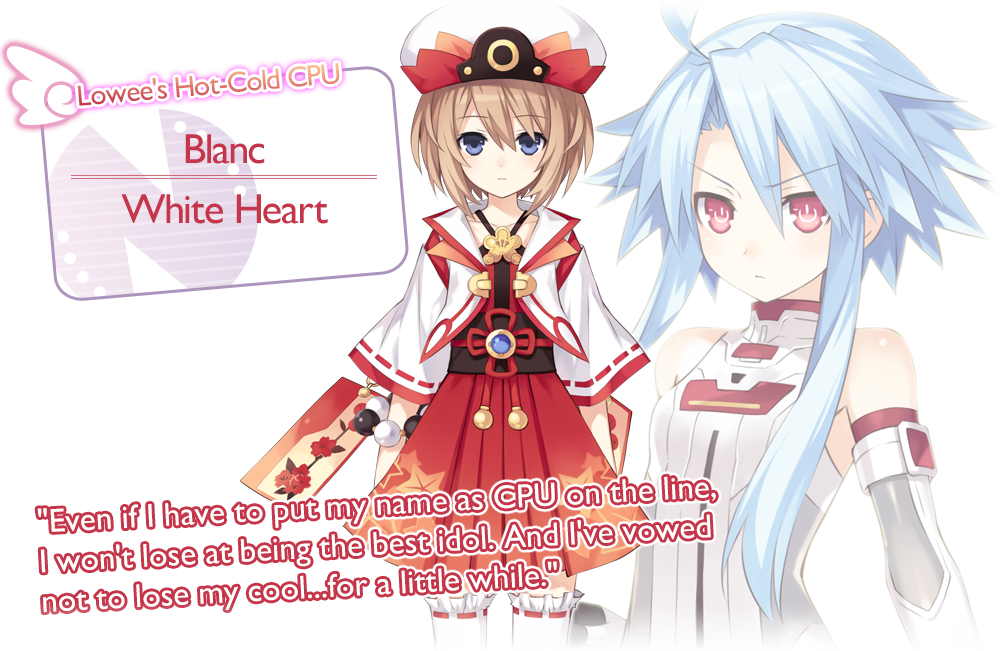 Lowee's Hot-Cold CPU
Blanc
White Heart
"Even if I have to put my name as CPU on the line,
I won't lose at being the best idol. And I've vowed
not to lose my cool...for a little while."